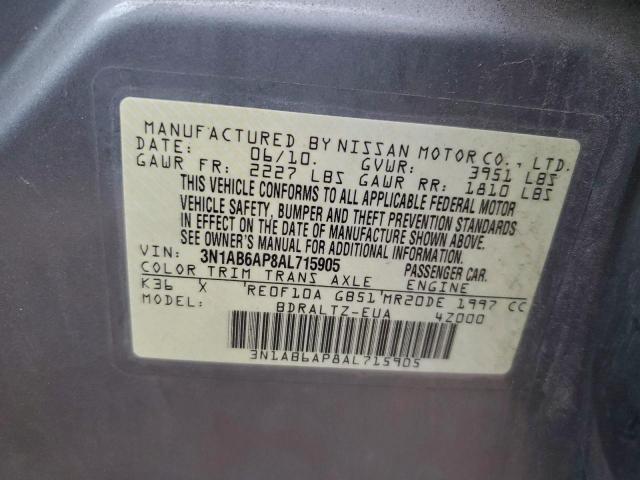 MANUFACTURED BY NISSAN MOTOR CO., LTD.
DATE: 06/10. GVWR: 3951 LBS
GAWR FR: 2227 LBS GAWR RR: 1810 LBS
THIS VEHICLE CONFORMS TO ALL APPLICABLE FEDERAL MOTOR
VEHICLE SAFETY, BUMPER AND THEFT PREVENTION STANDARDS
IN EFFECT ON THE DATE OF MANUFACTURE SHOWN ABOVE.
SEE OWNER'S MANUAL FOR ADDITIONAL INFORMATION.
VIN: 3N1AB6AP8AL715905 PASSENGER CAR.
COLOR TRIM TRANS AXLE ENGINE
K36 X 'RE0F10A GB51'MR20DE 1997 CC
MODEL: BDRALTZ-EUA 4Z000
3N1AB6AP8AL715905